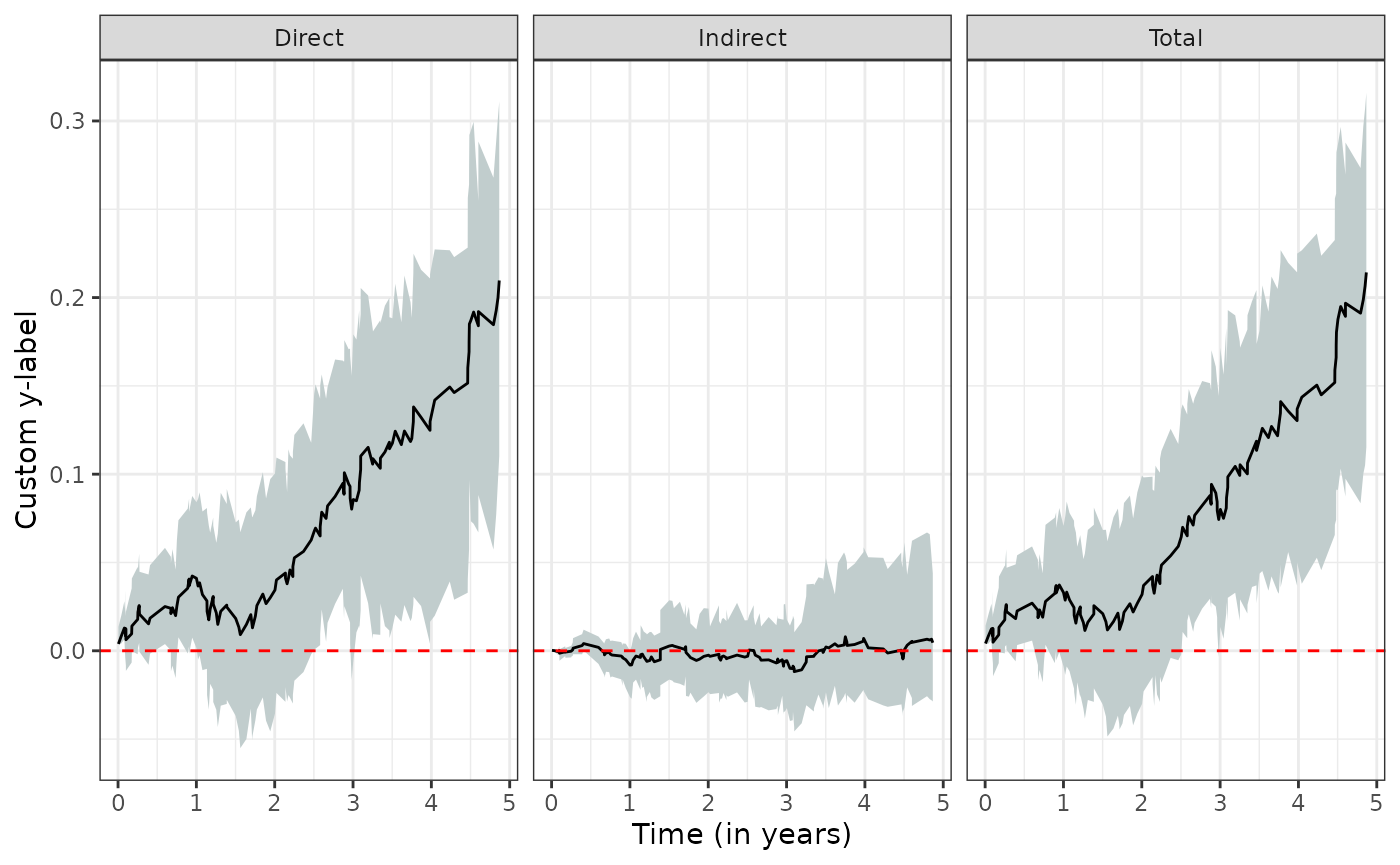 Direct Indirect Total
0.3
0.2
0.1
0.0
Custom y-label
0 1 2 3 4 5 0 1 2 3 4 5 0 1 2 3 4 5
Time (in years)